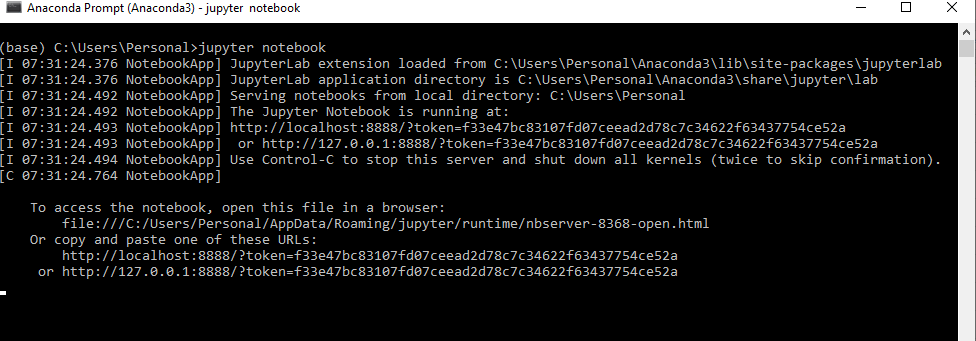 Anaconda Prompt (Anaconda3) - jupyter notebook
(base) C:\Users\Personal>jupyter notebook
[I 07:31:24.376 NotebookApp] JupyterLab extension loaded from C:\Users\Personal\Anaconda3\lib\site-packages\jupyterlab
[I 07:31:24.376 NotebookApp] JupyterLab application directory is C:\Users\Personal\Anaconda3\share\jupyter\lab
[I 07:31:24.492 NotebookApp] Serving notebooks from local directory: C:\Users\Personal
[I 07:31:24.492 NotebookApp] The Jupyter Notebook is running at:
[I 07:31:24.493 NotebookApp] http://localhost:8888/?token=f33e47bc83107fd07ceead2d78c7c34622f63437754ce52a
[I 07:31:24.493 NotebookApp]  or http://127.0.0.1:8888/?token=f33e47bc83107fd07ceead2d78c7c34622f63437754ce52a
[I 07:31:24.494 NotebookApp] Use Control-C to stop this server and shut down all kernels (twice to skip confirmation).
[C 07:31:24.764 NotebookApp]
To access the notebook, open this file in a browser:
file:///C:/Users/Personal/AppData/Roaming/jupyter/runtime/nbserver-8368-open.html
Or copy and paste one of these URLs:
http://localhost:8888/?token=f33e47bc83107fd07ceead2d78c7c34622f63437754ce52a
or http://127.0.0.1:8888/?token=f33e47bc83107fd07ceead2d78c7c34622f63437754ce52a